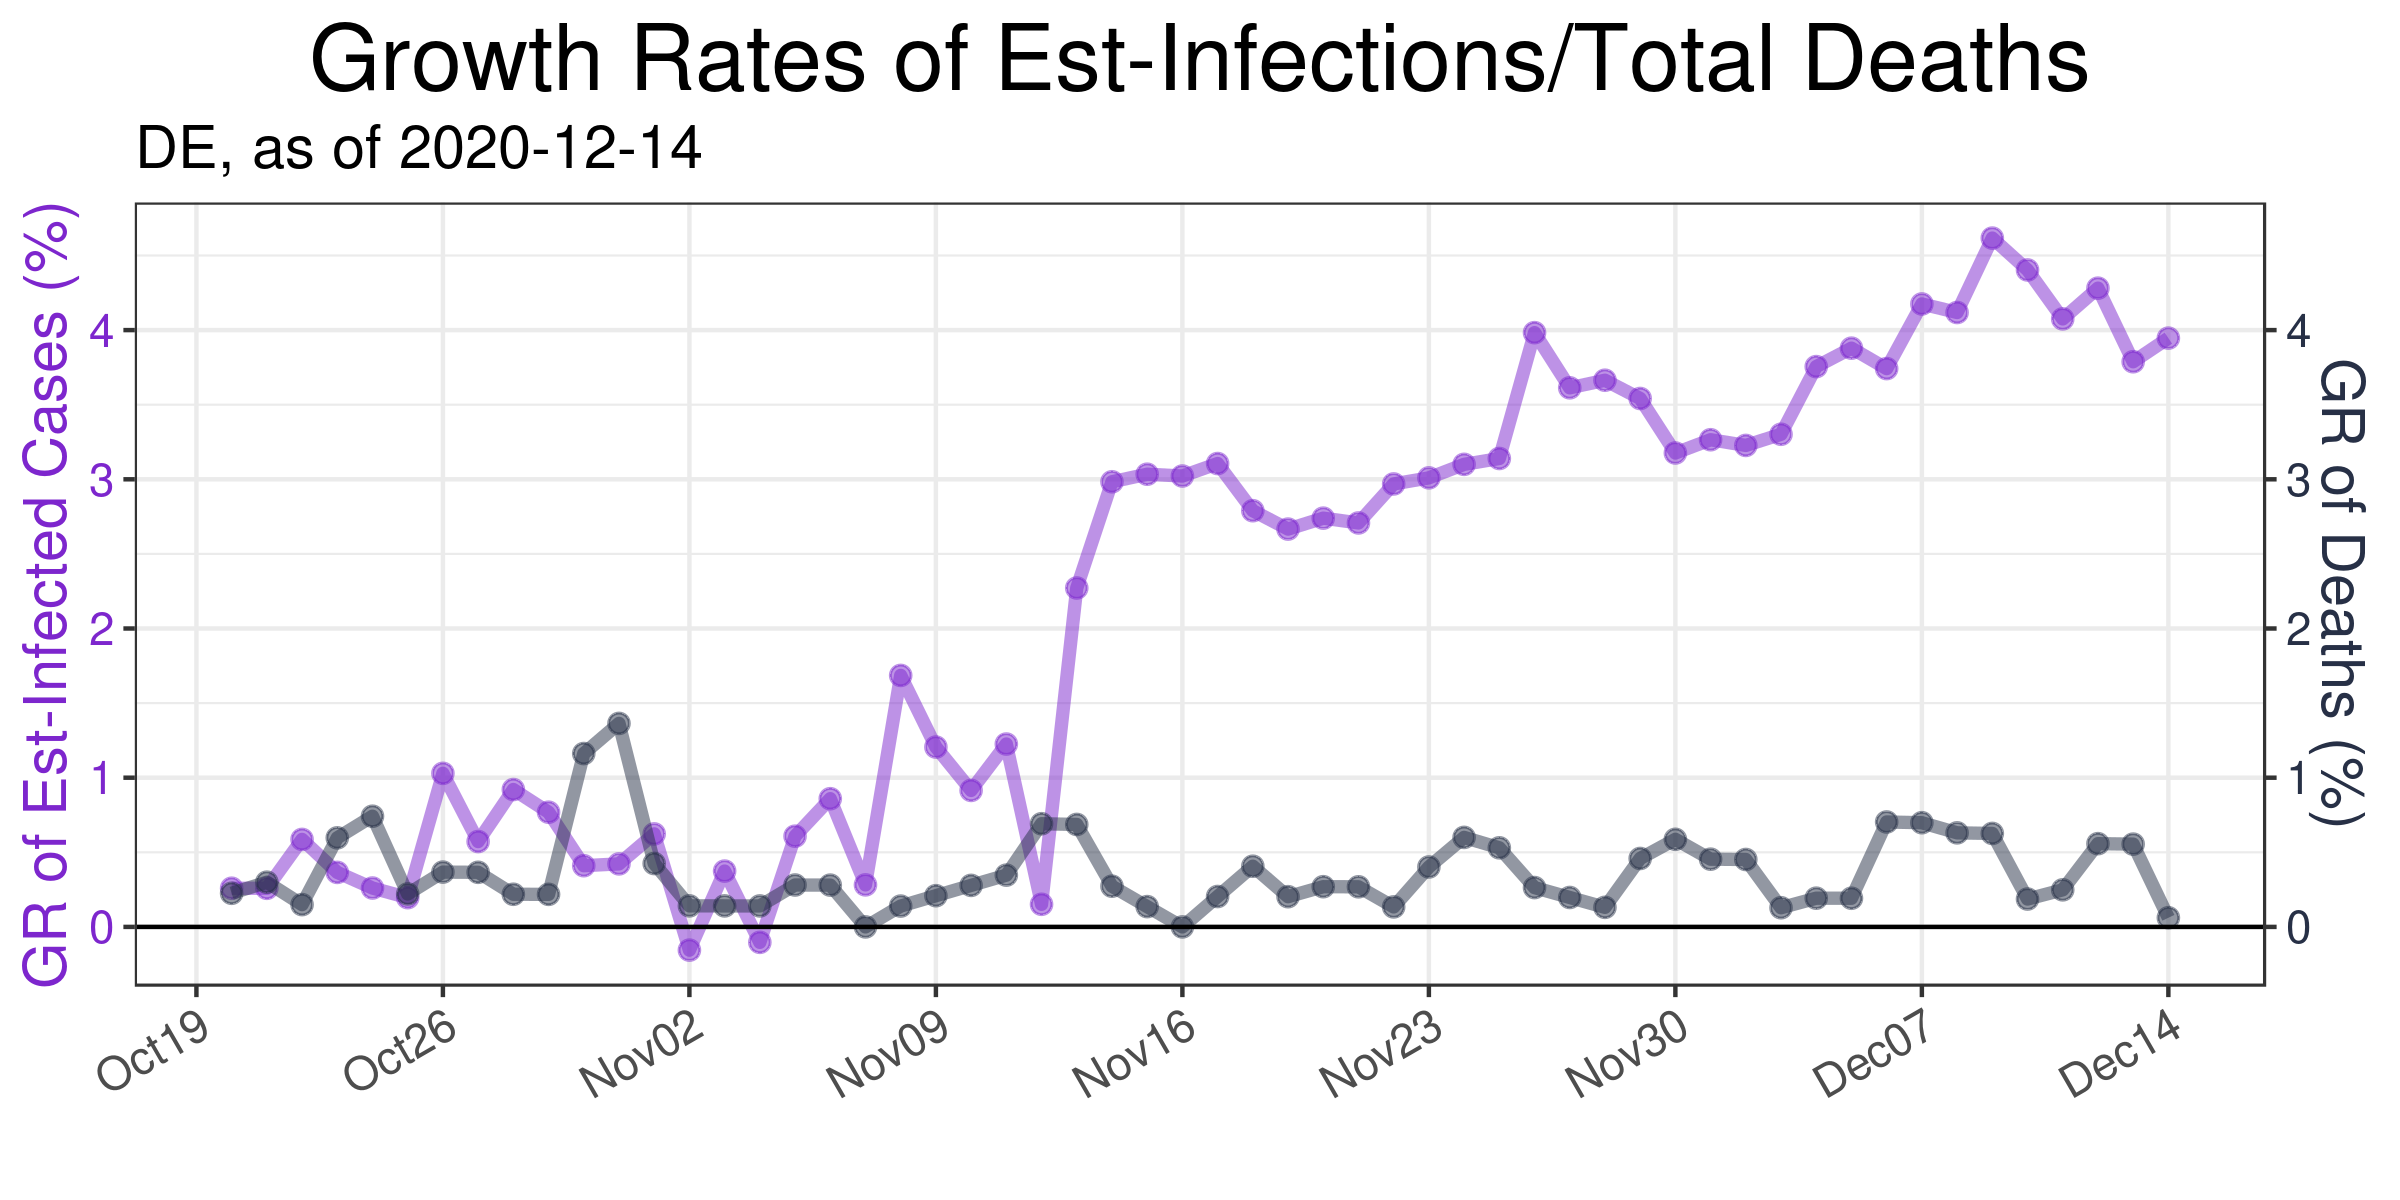 Growth Rates of Est-Infections/Total Deaths
DE, as of 2020-12-14
GR of Est-Infected Cases (%)
4
3
2
1
0
4
3
2
1
0
GR of Deaths (%)
Oct19
Oct26
Nov02
Nov09
Nov16
Nov23
Nov30
Dec07
Dec14